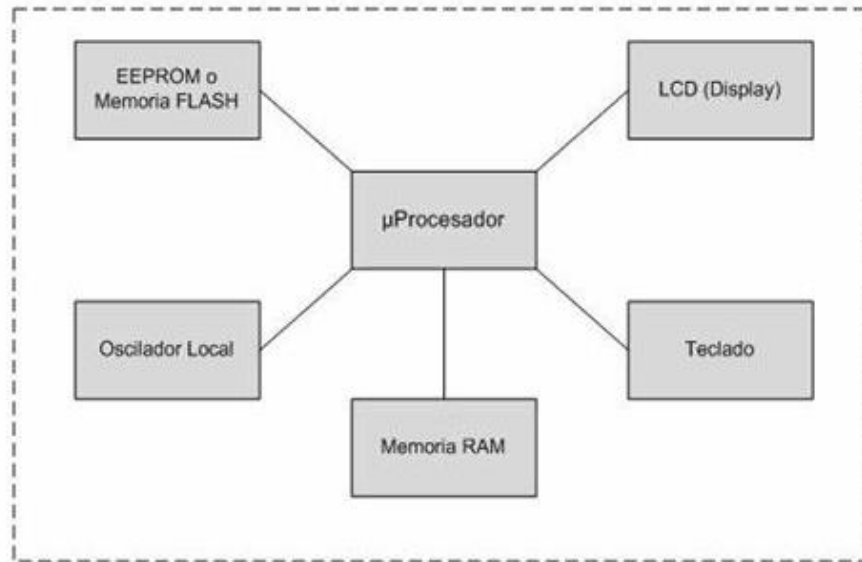 EEPROM o
Memoria FLASH
LCD (Display)
µProcesador
Oscilador Local
Teclado
Memoria RAM